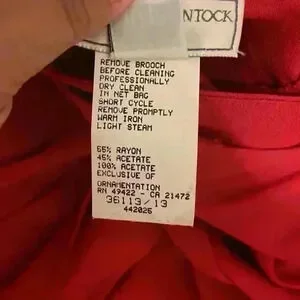 NTOCK
REMOVE BROOCH
BEFORE CLEANING
PROFESSIONALLY
DRY CLEAN
IN NET BAG
SHORT CYCLE
REMOVE PROMPTLY
WARM IRON
LIGHT STEAM
55% RAYON
45% ACETATE
100% ACETATE
EXCLUSIVE OF
ORNAMENTATION
RN 49422 - CA 21472
36113/13
442025